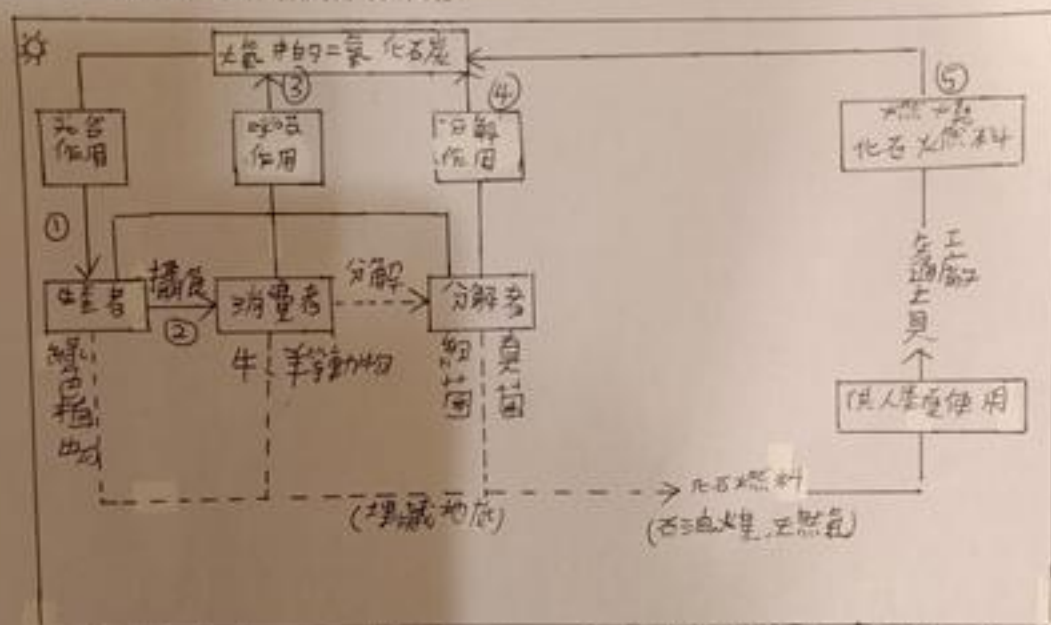 大氣中的二氧化碳
③
④
⑤
光合
作用
呼吸
作用
分解
作用
燃燒
化石燃料
①
工廠
交通工具
生產者
攝食
②
消費者
分解
分解者
綠色植物
牛、羊等動物
細菌
真菌
供人類使用
(埋藏地底)
化石燃料
(石油煤、天然氣)